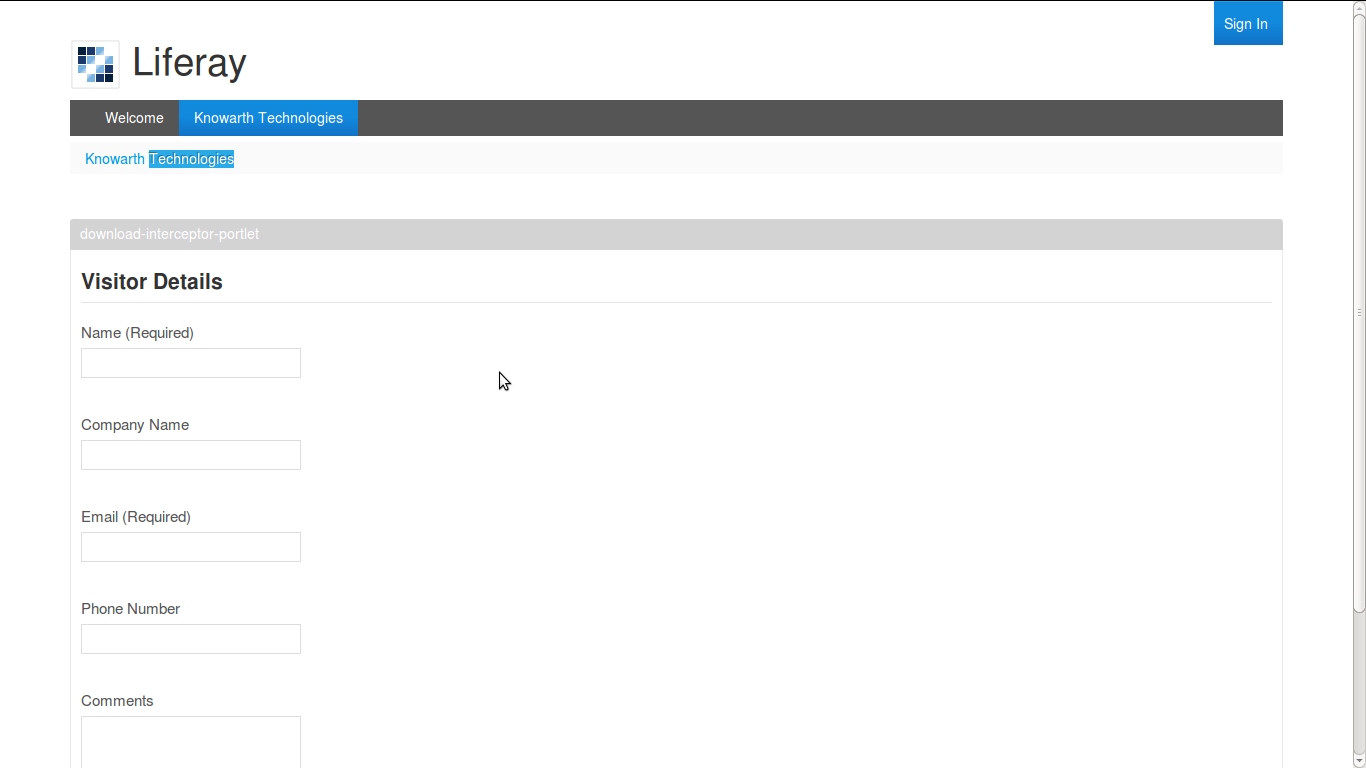 Sign In
Liferay
Welcome Knowarth Technologies
Knowarth Technologies
download-interceptor-portlet
Visitor Details
Name (Required)
Company Name
Email (Required)
Phone Number
Comments